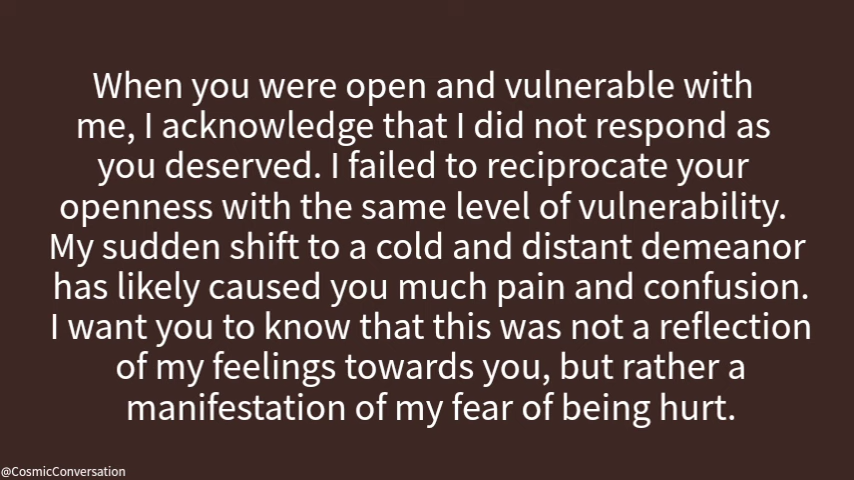 When you were open and vulnerable with
me, I acknowledge that I did not respond as
you deserved. I failed to reciprocate your
openness with the same level of vulnerability.
My sudden shift to a cold and distant demeanor
has likely caused you much pain and confusion.
I want you to know that this was not a reflection
of my feelings towards you, but rather a
manifestation of my fear of being hurt.
@CosmicConversation